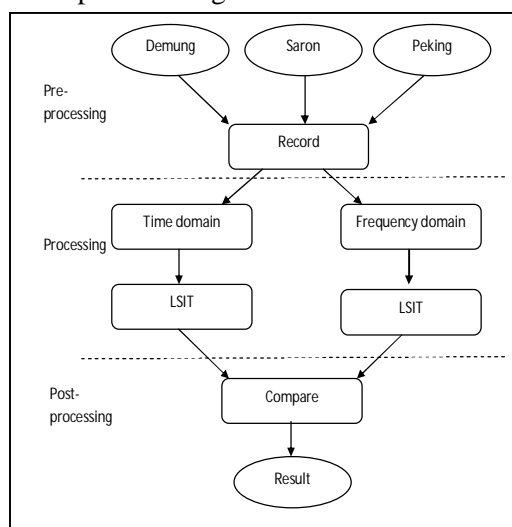 Demung
Saron
Peking
Pre-
processing
Record
Time domain
Frequency domain
Processing
LSIT
LSIT
Post-
processing
Compare
Result